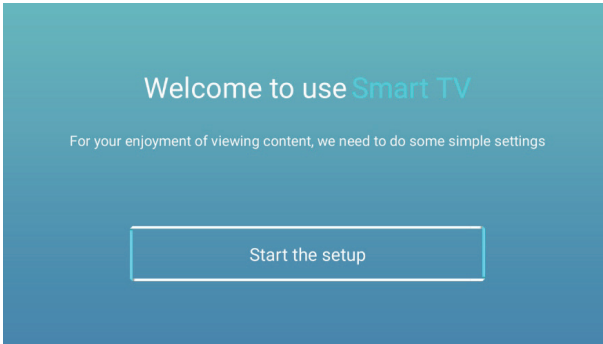 Welcome to use Smart TV
For your enjoyment of viewing content, we need to do some simple settings
Start the setup